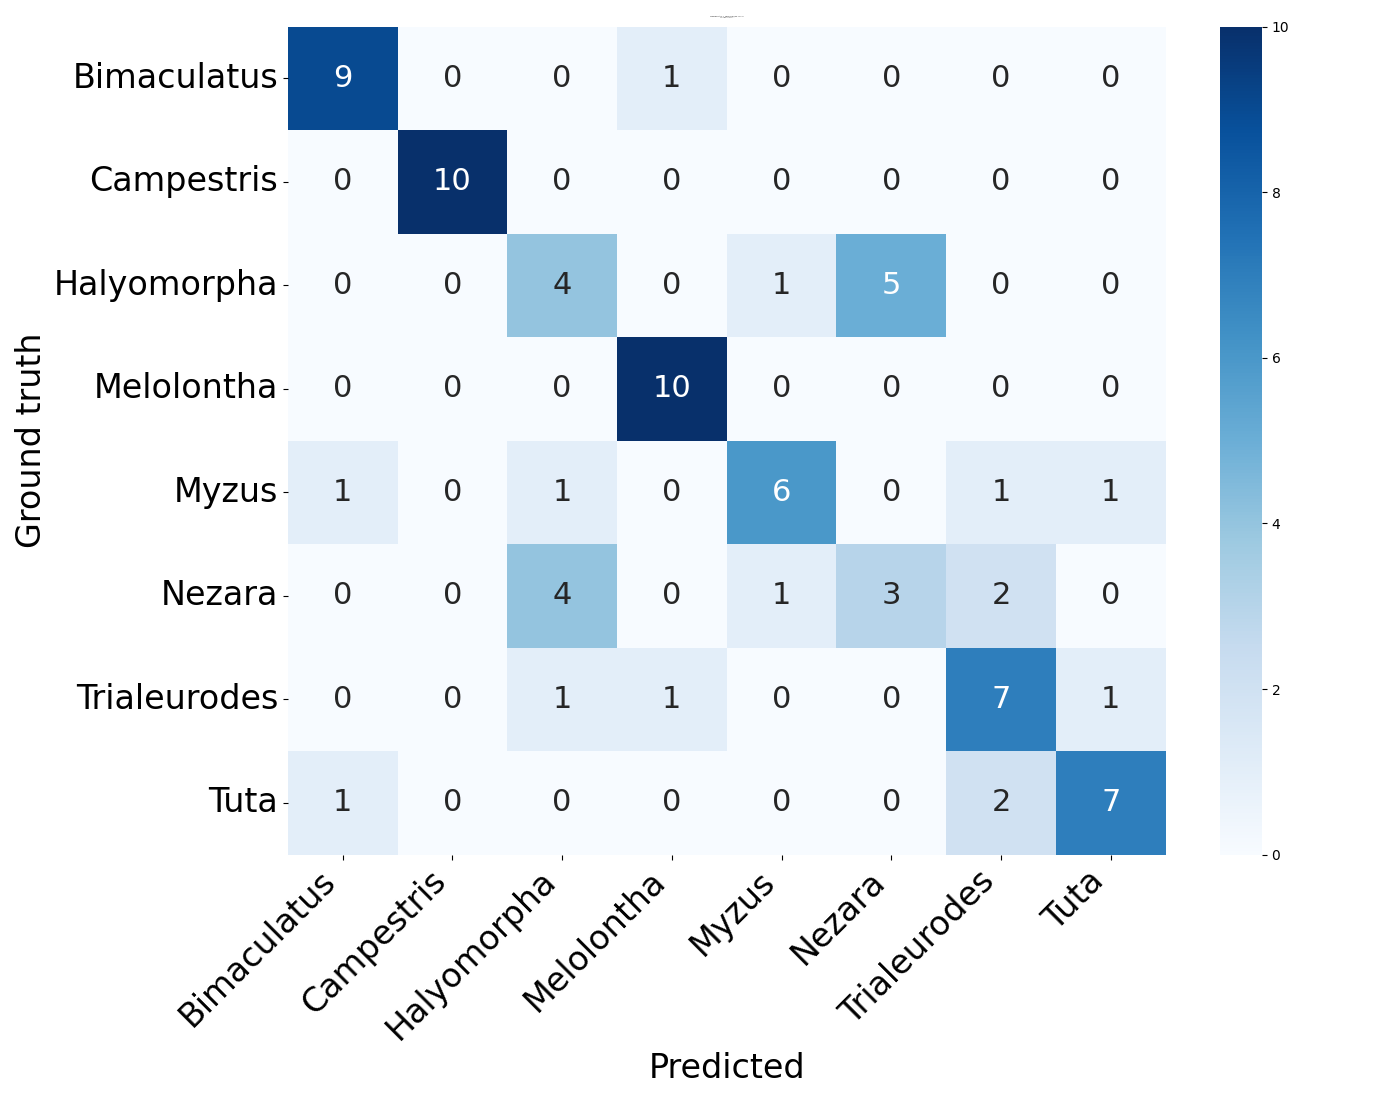 Bimaculatus 9 0 0 1 0 0 0 0
Campestris 0 10 0 0 0 0 0 0
Halyomorpha 0 0 4 0 1 5 0 0
Melolontha 0 0 0 10 0 0 0 0
Myzus 1 0 1 0 6 0 1 1
Nezara 0 0 4 0 1 3 2 0
Trialeurodes 0 0 1 1 0 0 7 1
Tuta 1 0 0 0 0 0 2 7
Ground truth
Bimaculatus Campestris Halyomorpha Melolontha Myzus Nezara Trialeurodes Tuta
Predicted
10
8
6
4
2
0